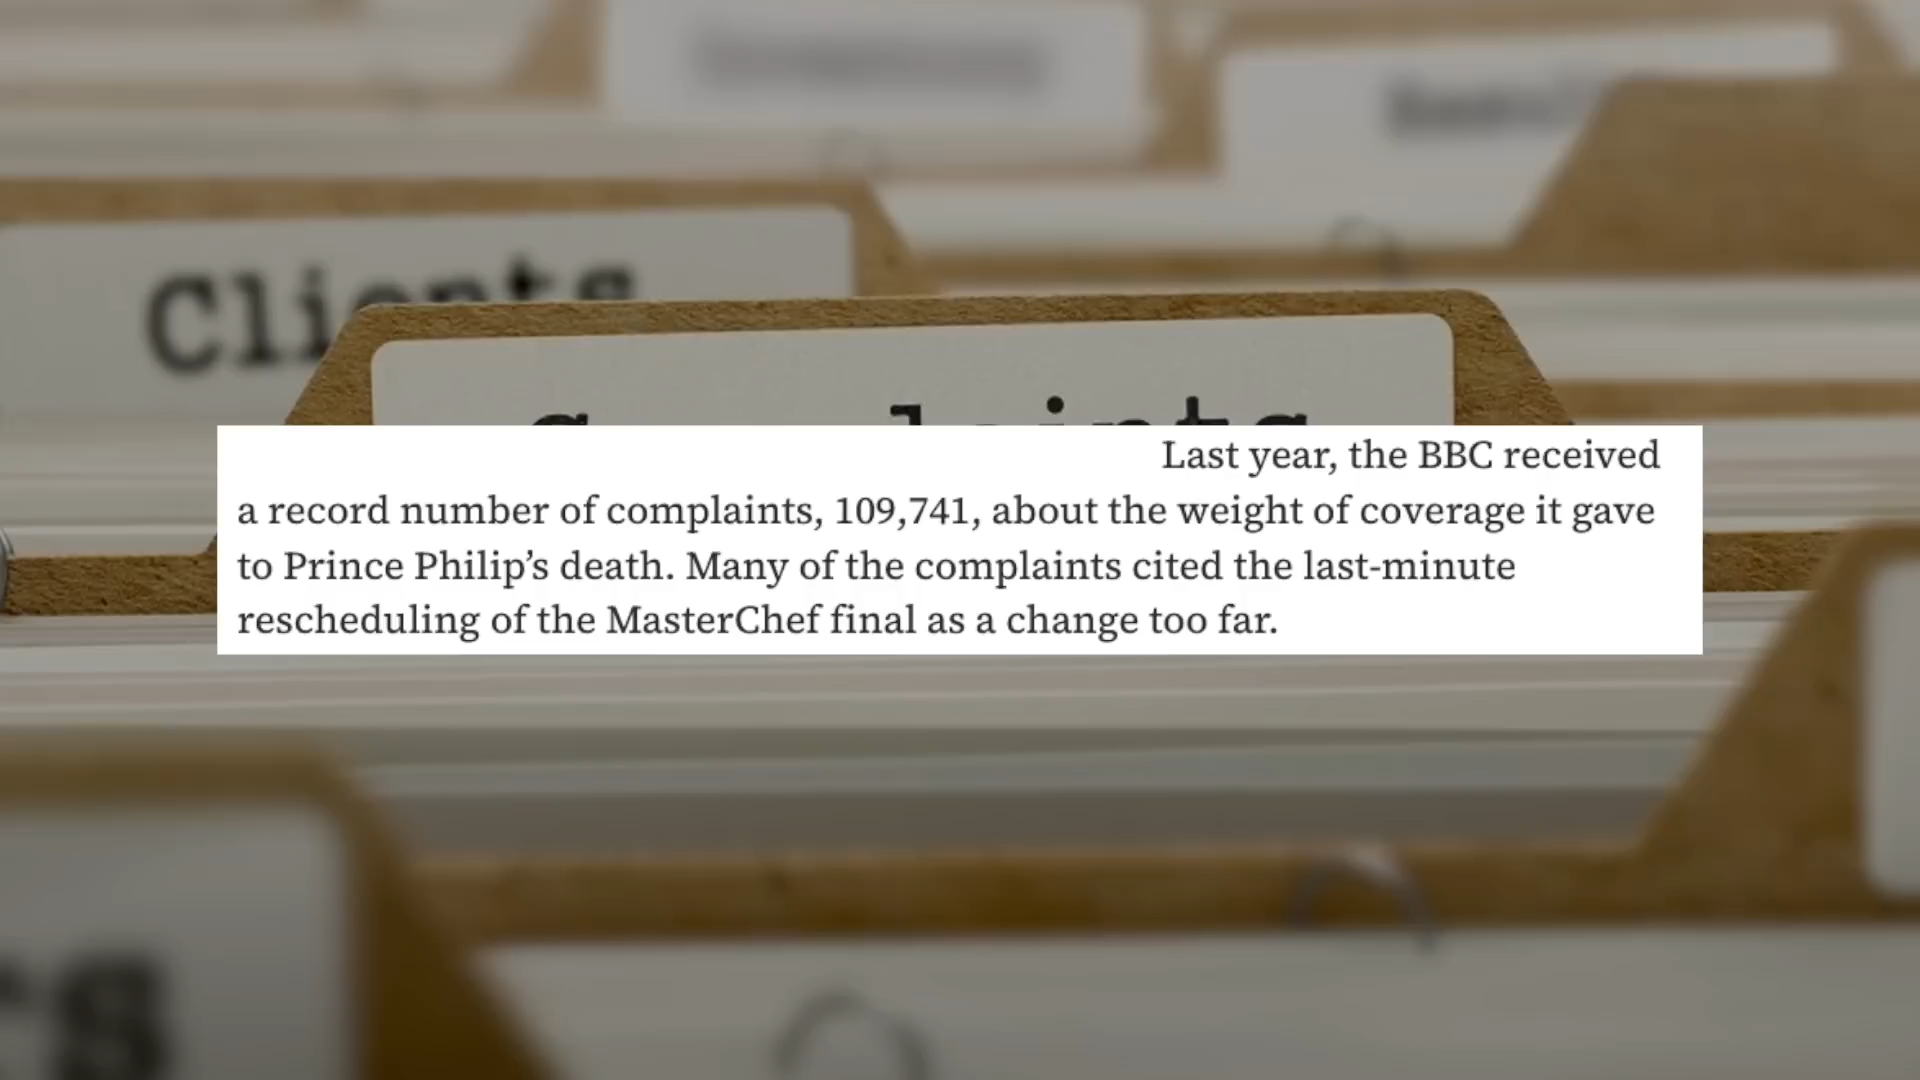 Clients
Last year, the BBC received
a record number of complaints, 109,741, about the weight of coverage it gave
to Prince Philip’s death. Many of the complaints cited the last-minute
rescheduling of the MasterChef final as a change too far.